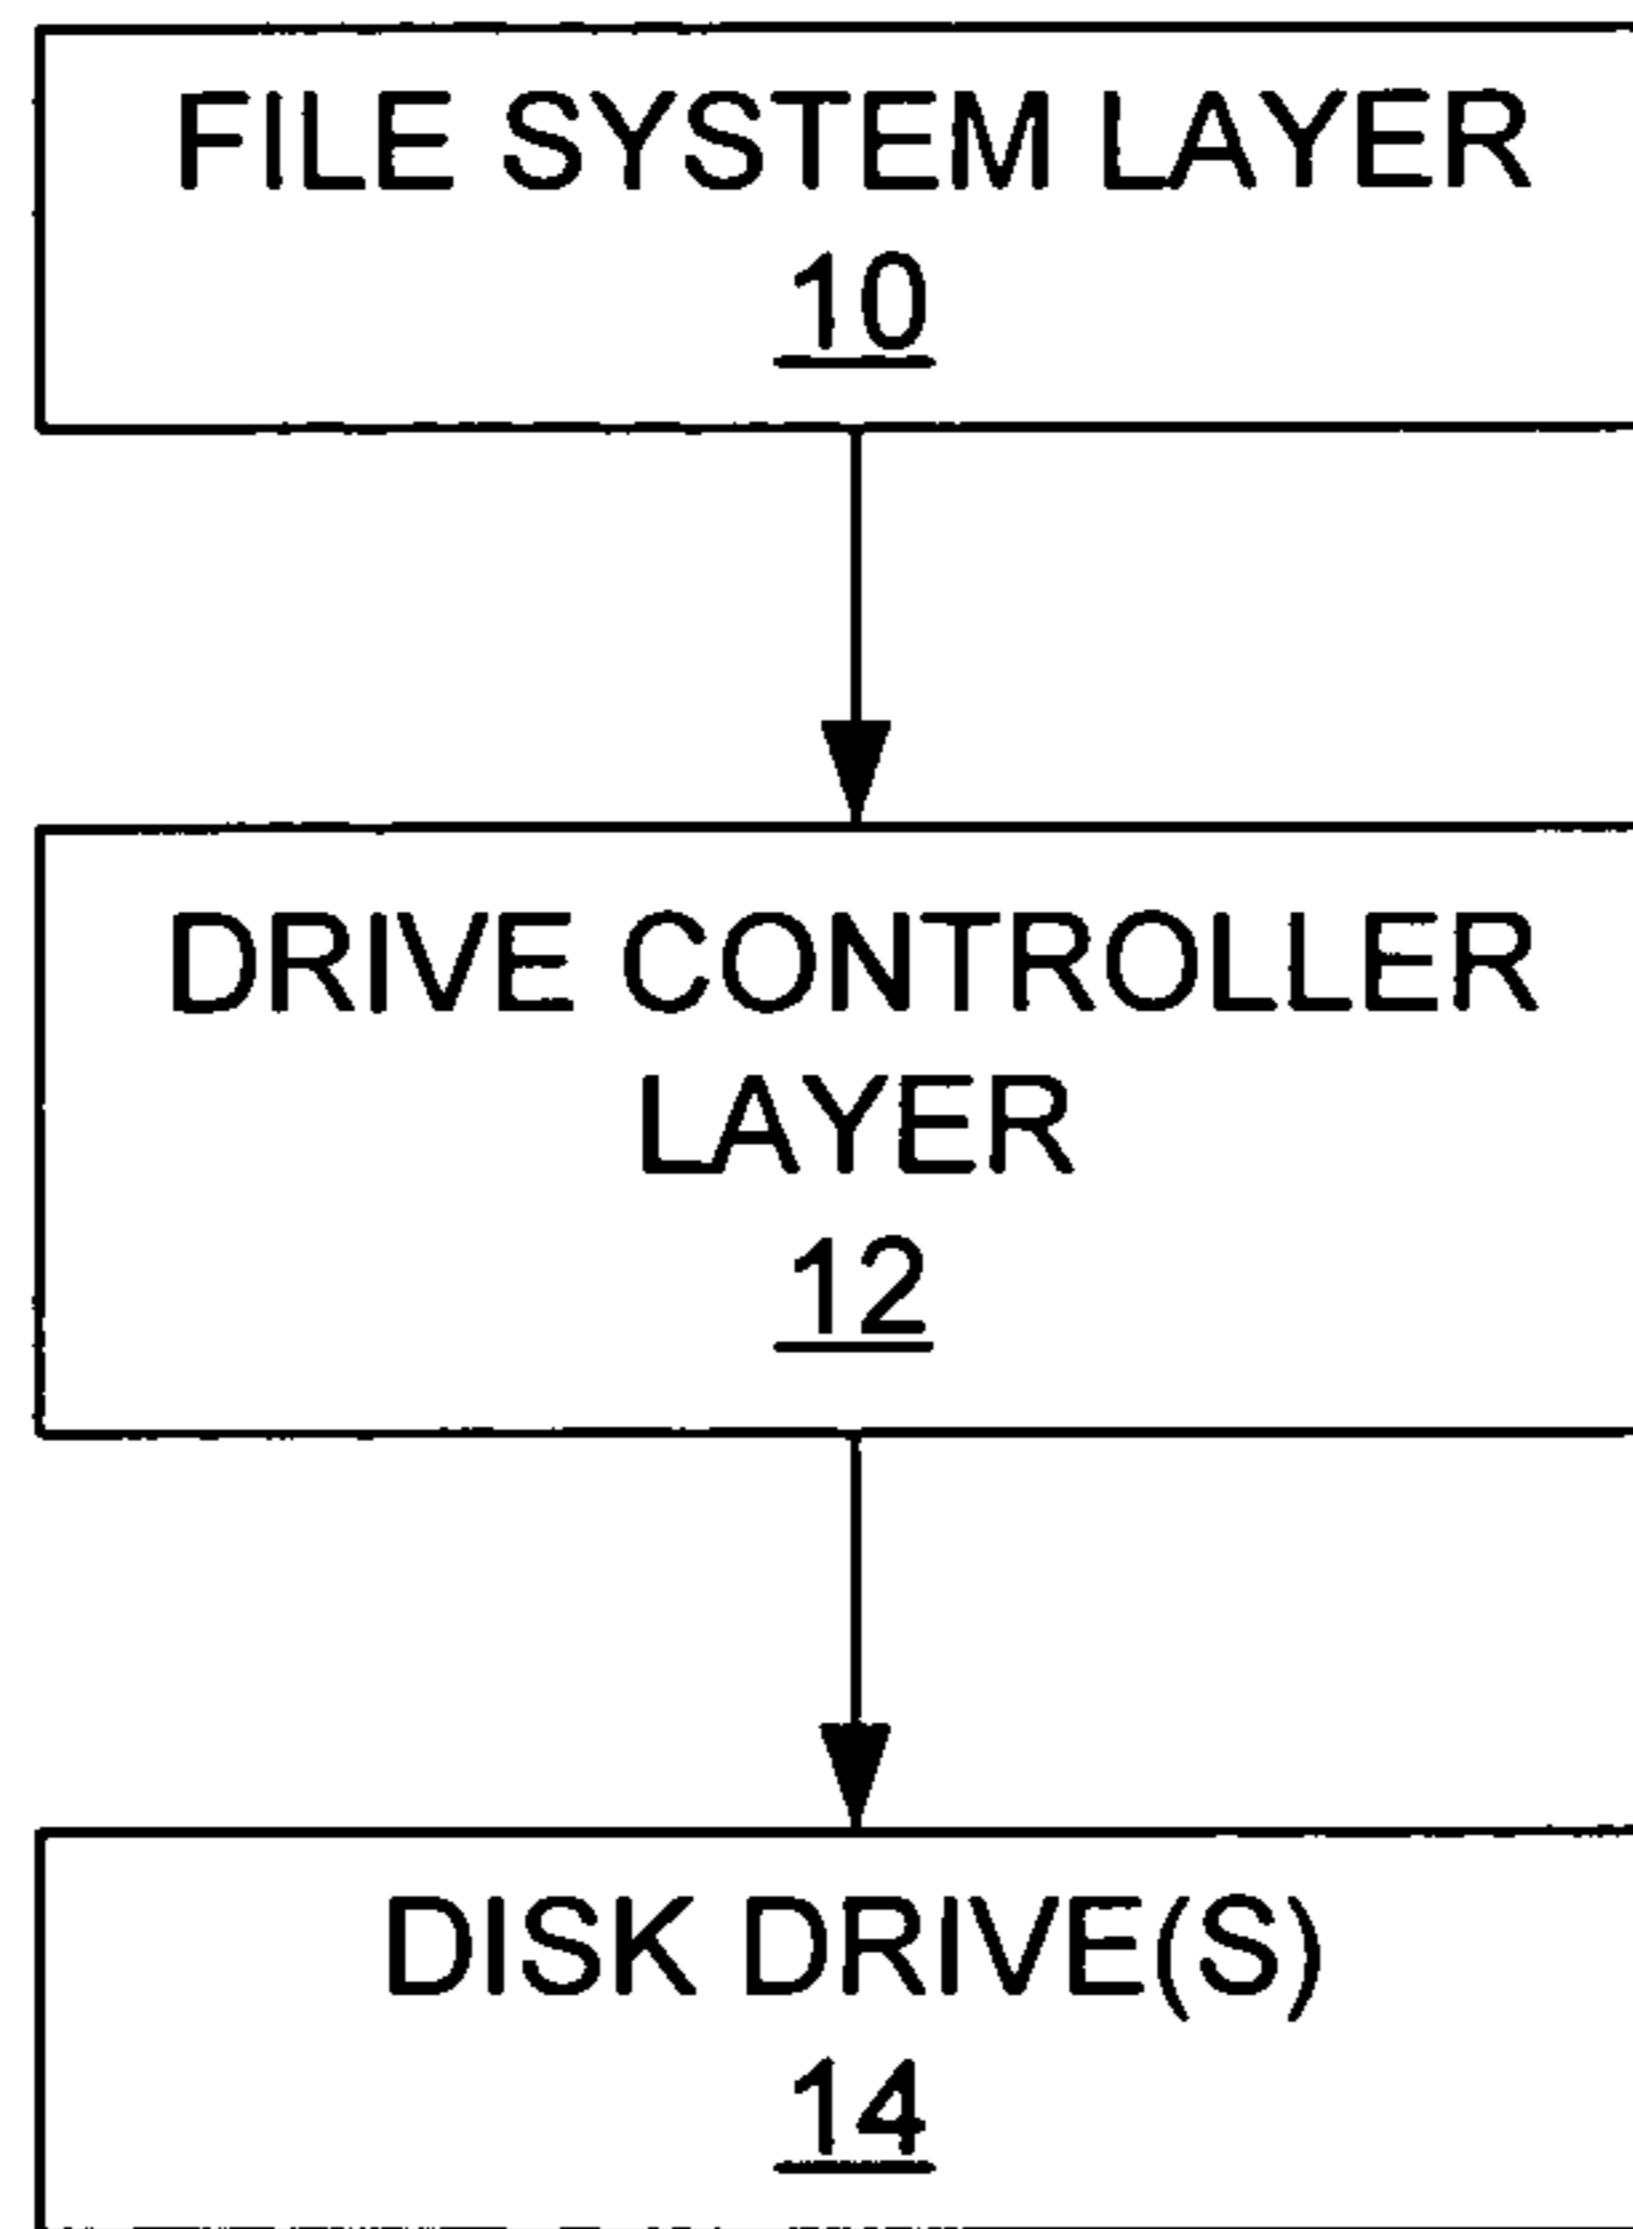 FILE SYSTEM LAYER
10
DRIVE CONTROLLER
LAYER
12
DISK DRIVE(S)
14